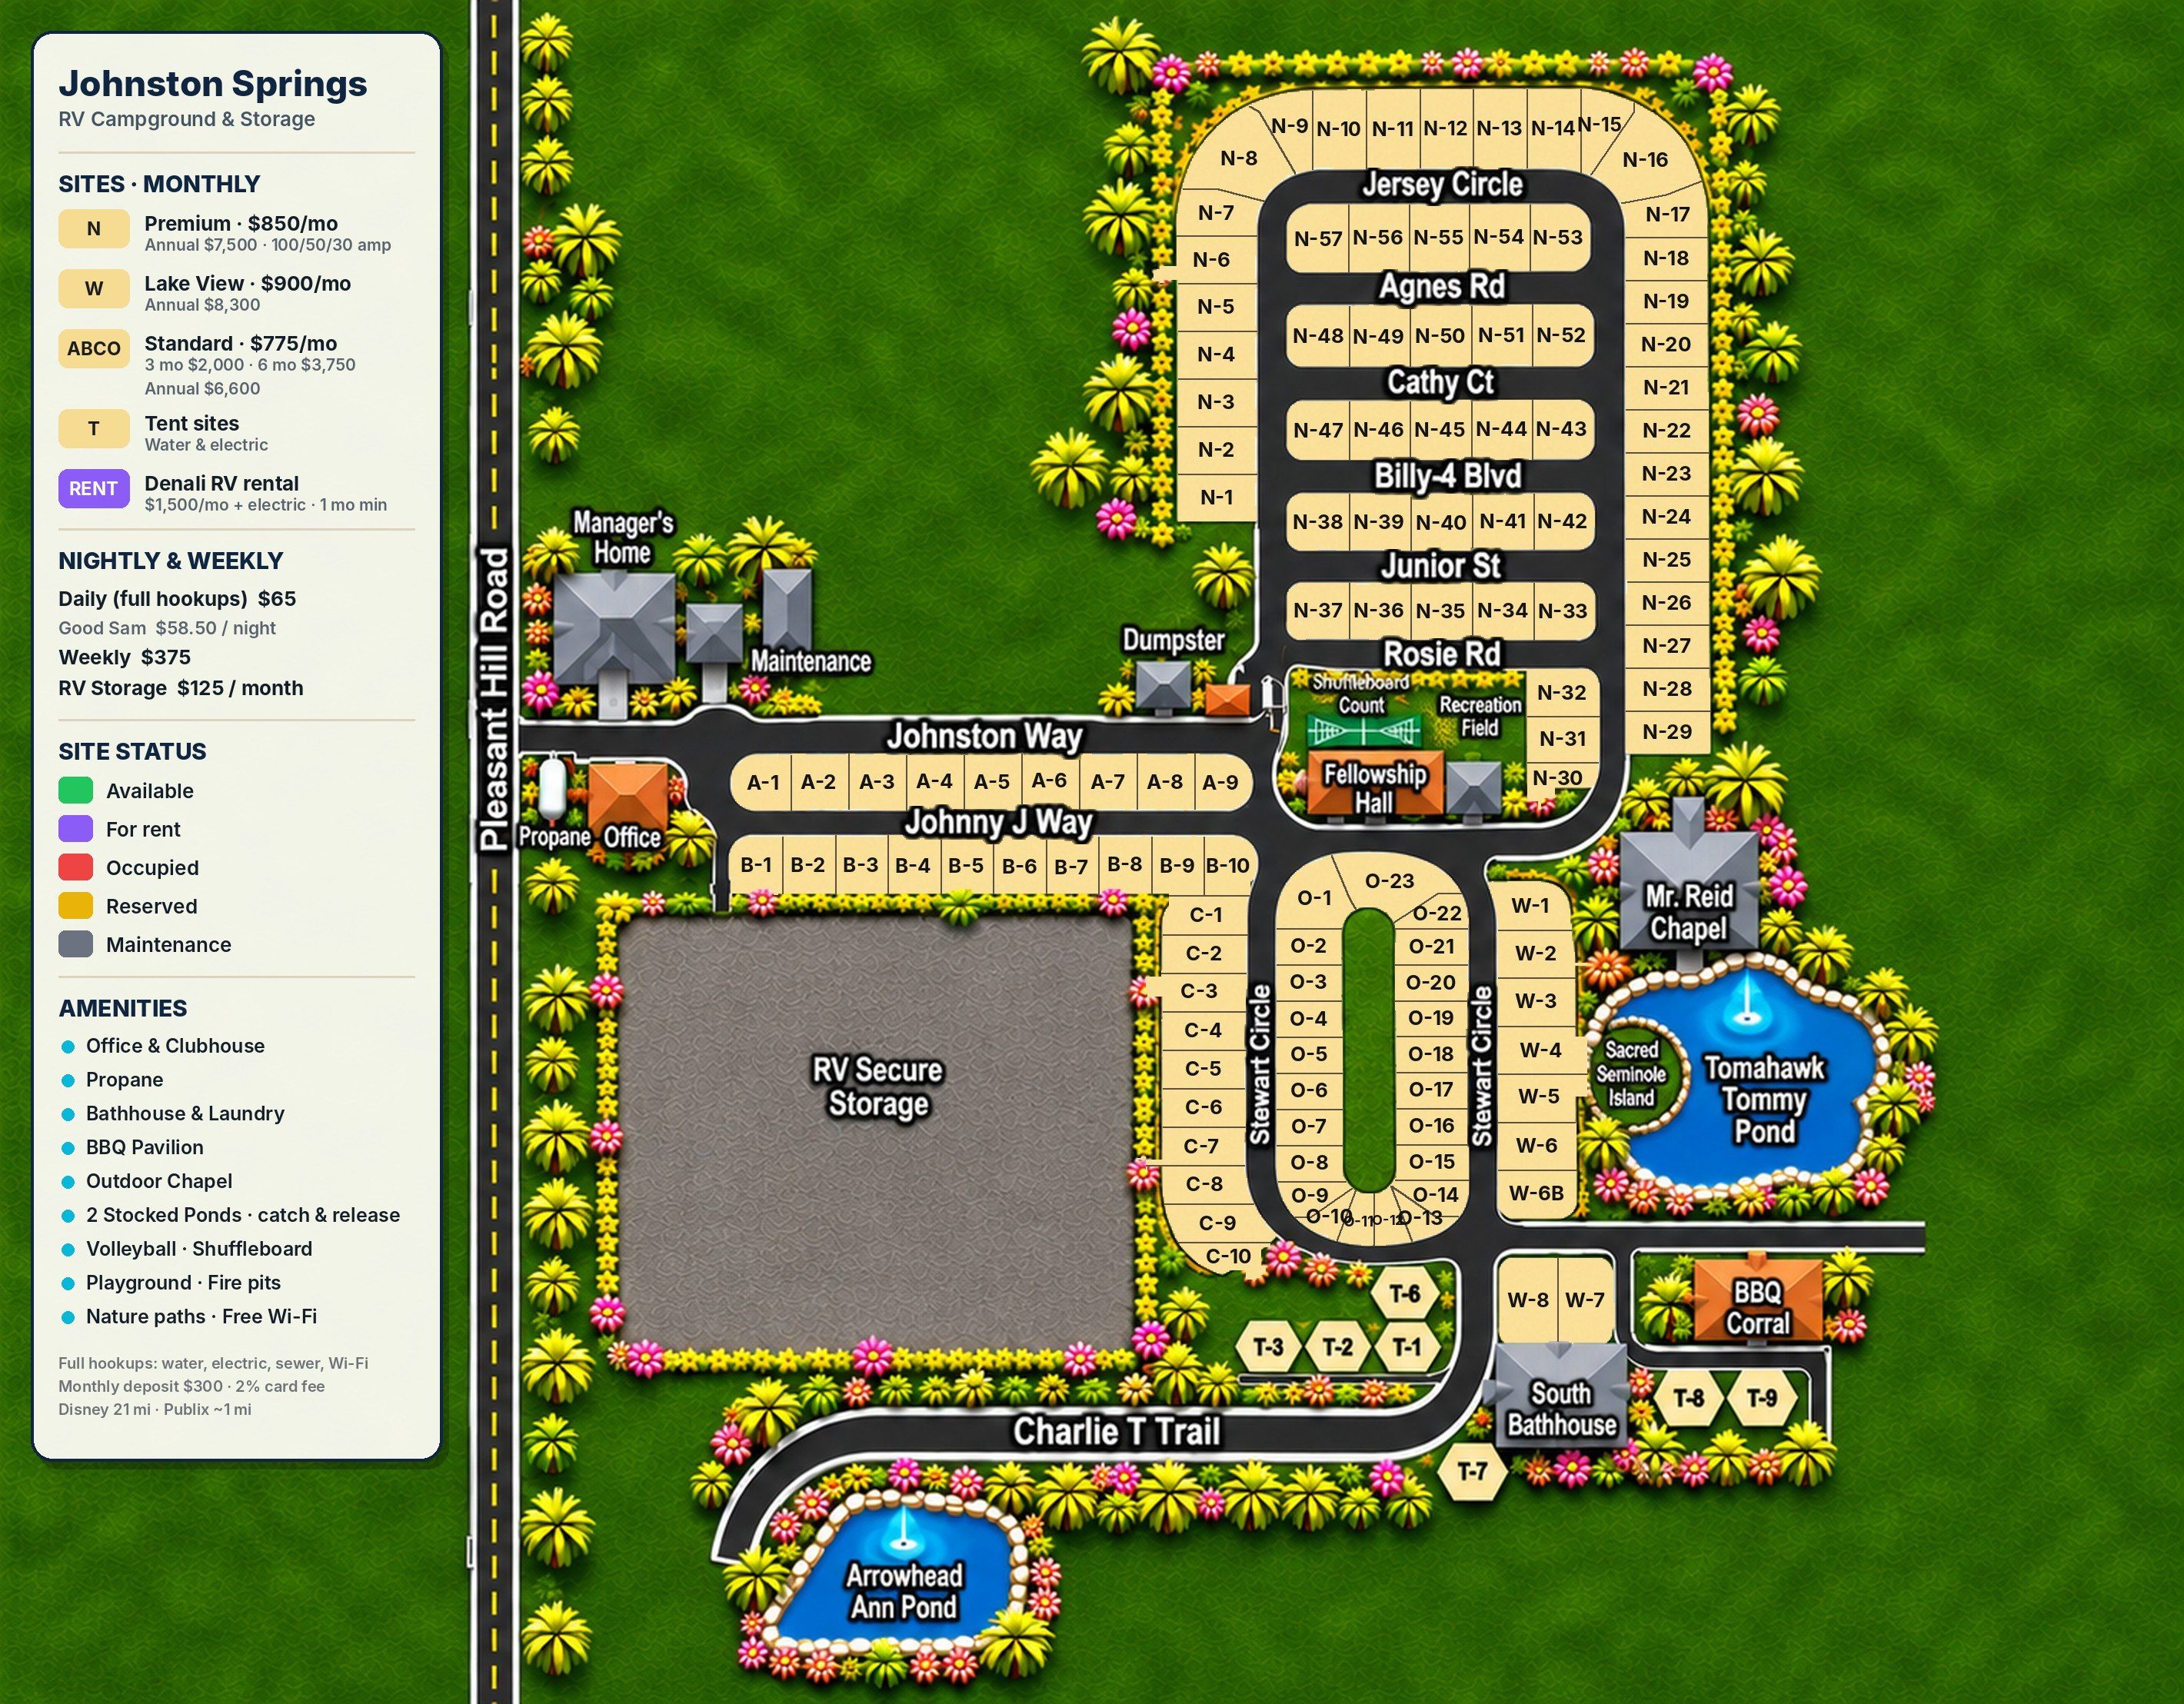 Johnston Springs
RV Campground & Storage
SITES · MONTHLY
N
Premium · $850/mo
Annual $7,500 · 100/50/30 amp
W
Lake View · $900/mo
Annual $8,300
ABCO
Standard · $775/mo
3 mo $2,000 · 6 mo $3,750
Annual $6,600
T
Tent sites
Water & electric
RENT
Denali RV rental
$1,500/mo + electric · 1 mo min
NIGHTLY & WEEKLY
Daily (full hookups) $65
Good Sam $58.50 / night
Weekly $375
RV Storage $125 / month
SITE STATUS
Available
For rent
Occupied
Reserved
Maintenance
AMENITIES
Office & Clubhouse
Propane
Bathhouse & Laundry
BBQ Pavilion
Outdoor Chapel
2 Stocked Ponds · catch & release
Volleyball · Shuffleboard
Playground · Fire pits
Nature paths · Free Wi-Fi
Full hookups: water, electric, sewer, Wi-Fi
Monthly deposit $300 · 2% card fee
Disney 21 mi · Publix ~1 mi
Pleasant Hill Road
Manager's
Home
Maintenance
Propane
Office
Dumpster
Johnston Way
A-1 A-2 A-3 A-4 A-5 A-6 A-7 A-8 A-9
Johnny J Way
B-1 B-2 B-3 B-4 B-5 B-6 B-7 B-8 B-9 B-10
RV Secure
Storage
N-8
N-9 N-10 N-11 N-12 N-13 N-14 N-15
N-16
Jersey Circle
N-7
N-6
N-5
N-4
N-3
N-2
N-1
N-57 N-56 N-55 N-54 N-53
Agnes Rd
N-48 N-49 N-50 N-51 N-52
Cathy Ct
N-47 N-46 N-45 N-44 N-43
Billy-4 Blvd
N-38 N-39 N-40 N-41 N-42
Junior St
N-37 N-36 N-35 N-34 N-33
Rosie Rd
N-17
N-18
N-19
N-20
N-21
N-22
N-23
N-24
N-25
N-26
N-27
N-28
N-29
Shuffleboard
Count
Recreation
Field
Fellowship
Hall
N-32
N-31
N-30
C-1
C-2
C-3
C-4
C-5
C-6
C-7
C-8
C-9
C-10
Stewart Circle
O-1
O-2
O-3
O-4
O-5
O-6
O-7
O-8
O-9
O-10
O-11
O-12
O-13
O-14
O-15
O-16
O-17
O-18
O-19
O-20
O-21
O-22
O-23
Stewart Circle
W-1
W-2
W-3
W-4
W-5
W-6
W-6B
Mr. Reid
Chapel
Sacred
Seminole
Island
Tomahawk
Tommy
Pond
W-8 W-7
BBQ
Corral
T-6
T-3 T-2 T-1
South
Bathhouse
T-8 T-9
T-7
Charlie T Trail
Arrowhead
Ann Pond